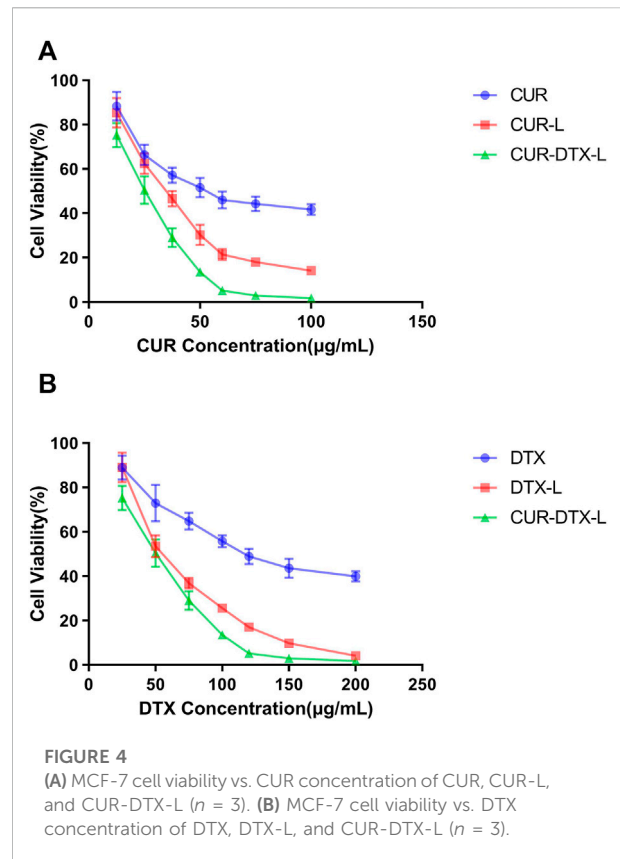 A
100
80
60
40
20
0
Cell Viability(%)
0 50 100 150
CUR Concentration(µg/mL)
CUR
CUR-L
CUR-DTX-L
B
100
80
60
40
20
0
Cell Viability(%)
0 50 100 150 200 250
DTX Concentration(µg/mL)
DTX
DTX-L
CUR-DTX-L
FIGURE 4
(A) MCF-7 cell viability vs. CUR concentration of CUR, CUR-L,
and CUR-DTX-L (n = 3). (B) MCF-7 cell viability vs. DTX
concentration of DTX, DTX-L, and CUR-DTX-L (n = 3).